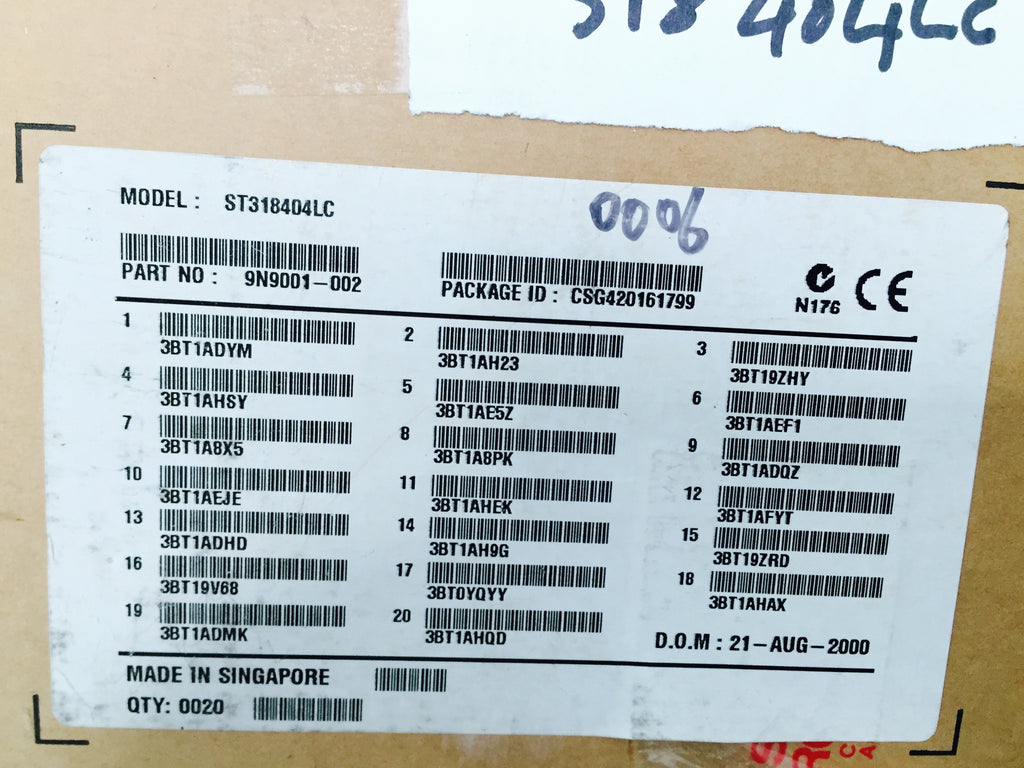 ST318404LC
MODEL : ST318404LC
0006
PART NO : 9N9001-002
PACKAGE ID : CSG420161799
N176
CE
1 3BT1ADYM
2 3BT1AH23
3 3BT19ZHY
4 3BT1AHSY
5 3BT1AE5Z
6 3BT1AEF1
7 3BT1A8X5
8 3BT1A8PK
9 3BT1ADQZ
10 3BT1AEJE
11 3BT1AHEK
12 3BT1AFYT
13 3BT1ADHD
14 3BT1AH9G
15 3BT19ZRD
16 3BT19V68
17 3BT0YQYY
18 3BT1AHAX
19 3BT1ADMK
20 3BT1AHQD
D.O.M : 21-AUG-2000
MADE IN SINGAPORE
QTY: 0020